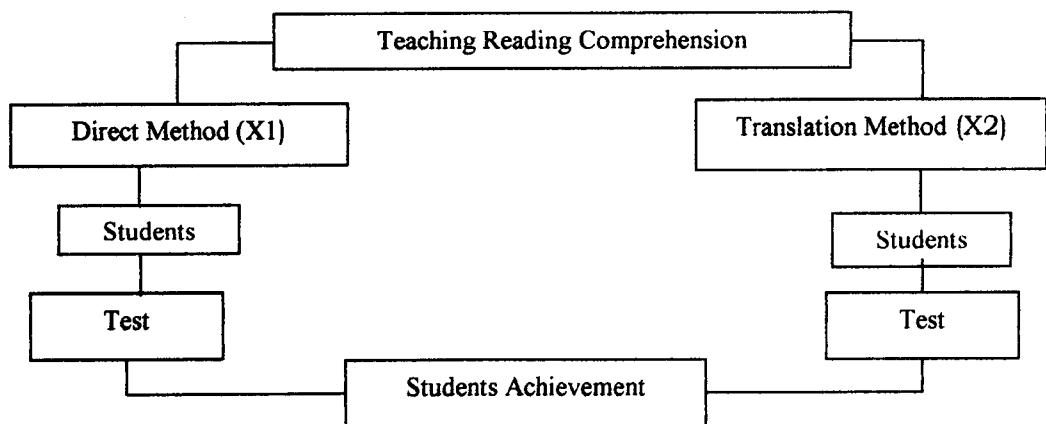 Teaching Reading Comprehension
Direct Method (X1)
Translation Method (X2)
Students
Students
Test
Test
Students Achievement